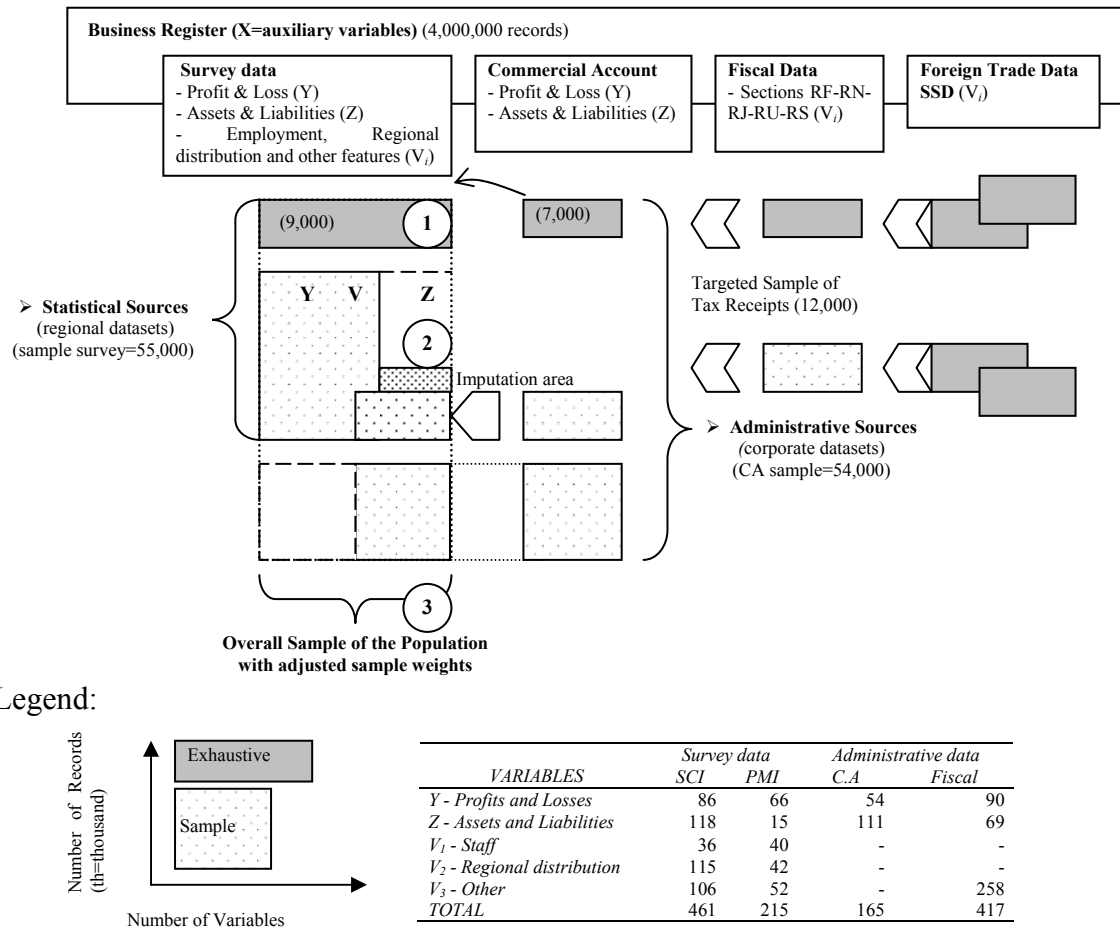 Business Register (X=auxiliary variables) (4,000,000 records)
Survey data
- Profit & Loss (Y)
- Assets & Liabilities (Z)
- Employment, Regional
distribution and other features (Vi)
Commercial Account
- Profit & Loss (Y)
- Assets & Liabilities (Z)
Fiscal Data
- Sections RF-RN-
RJ-RU-RS (Vi)
Foreign Trade Data
SSD (Vi)
(9,000)
1
(7,000)
Y V Z
2
Imputation area
➢ Statistical Sources
(regional datasets)
(sample survey=55,000)
Targeted Sample of
Tax Receipts (12,000)
➢ Administrative Sources
(corporate datasets)
(CA sample=54,000)
3
Overall Sample of the Population
with adjusted sample weights
Legend:
Number of Records
(th=thousand)
Exhaustive
Sample
Number of Variables
Survey data Administrative data
VARIABLES SCI PMI C.A Fiscal
Y - Profits and Losses 86 66 54 90
Z - Assets and Liabilities 118 15 111 69
V1 - Staff 36 40 - -
V2 - Regional distribution 115 42 - -
V3 - Other 106 52 - 258
TOTAL 461 215 165 417